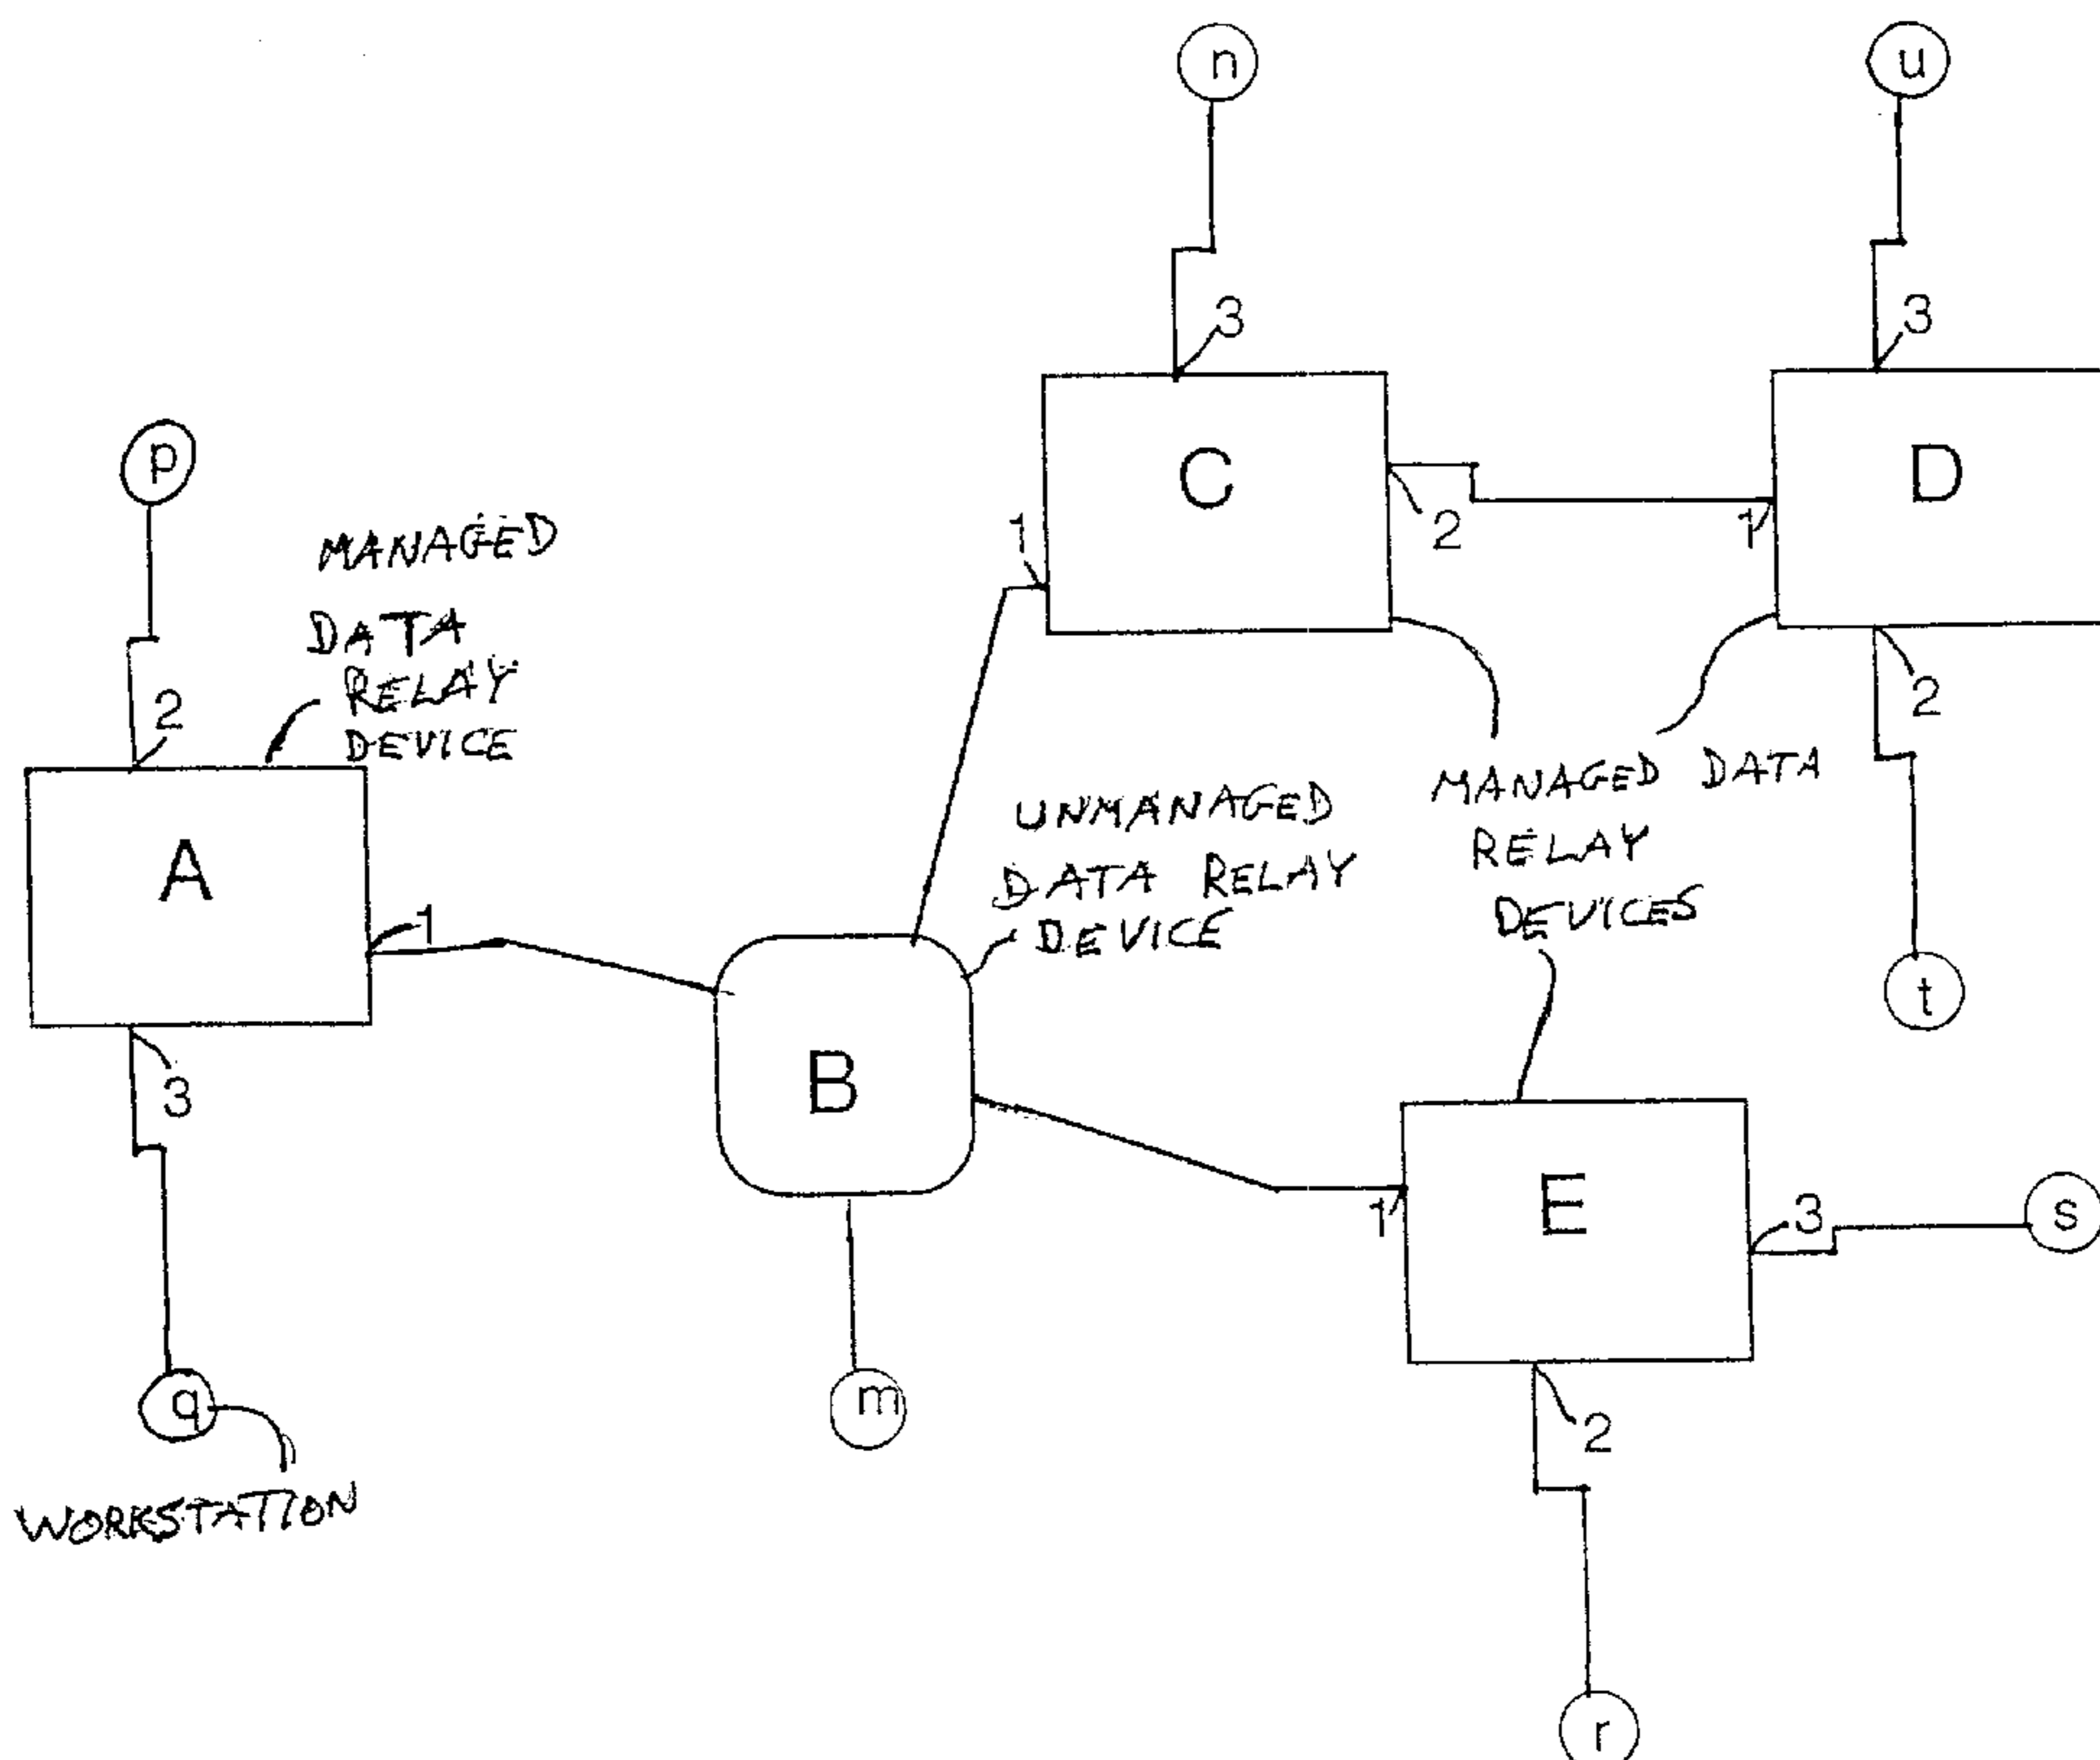 n
u
3
3
C
D
p
1
2
1
MANAGED
DATA
RELAY
DEVICE
2
2
MANAGED DATA
RELAY
DEVICES
UNMANAGED
DATA RELAY
DEVICE
A
1
t
B
3
E
1
3
s
m
q
2
WORKSTATION
r